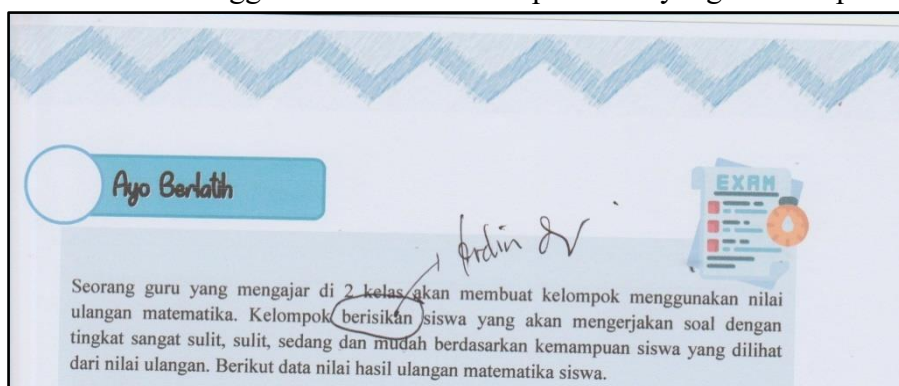 Ayo Berlatih
EXAM
Seorang guru yang mengajar di 2 kelas akan membuat kelompok menggunakan nilai
ulangan matematika. Kelompok berisikan siswa yang akan mengerjakan soal dengan
tingkat sangat sulit, sulit, sedang dan mudah berdasarkan kemampuan siswa yang dilihat
dari nilai ulangan. Berikut data nilai hasil ulangan matematika siswa.